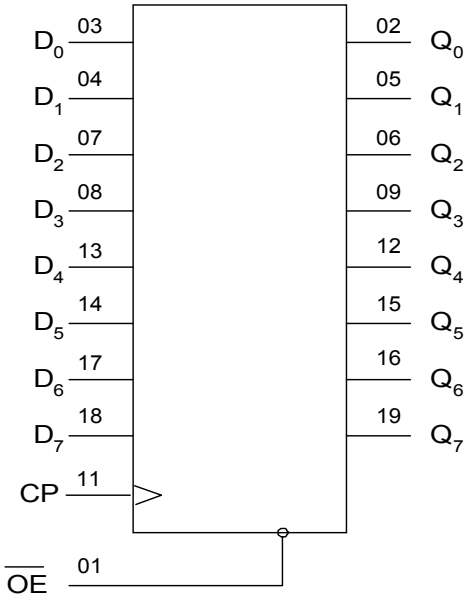 D0 03 02 Q0
D1 04 05 Q1
D2 07 06 Q2
D3 08 09 Q3
D4 13 12 Q4
D5 14 15 Q5
D6 17 16 Q6
D7 18 19 Q7
CP 11
O̅E̅ 01